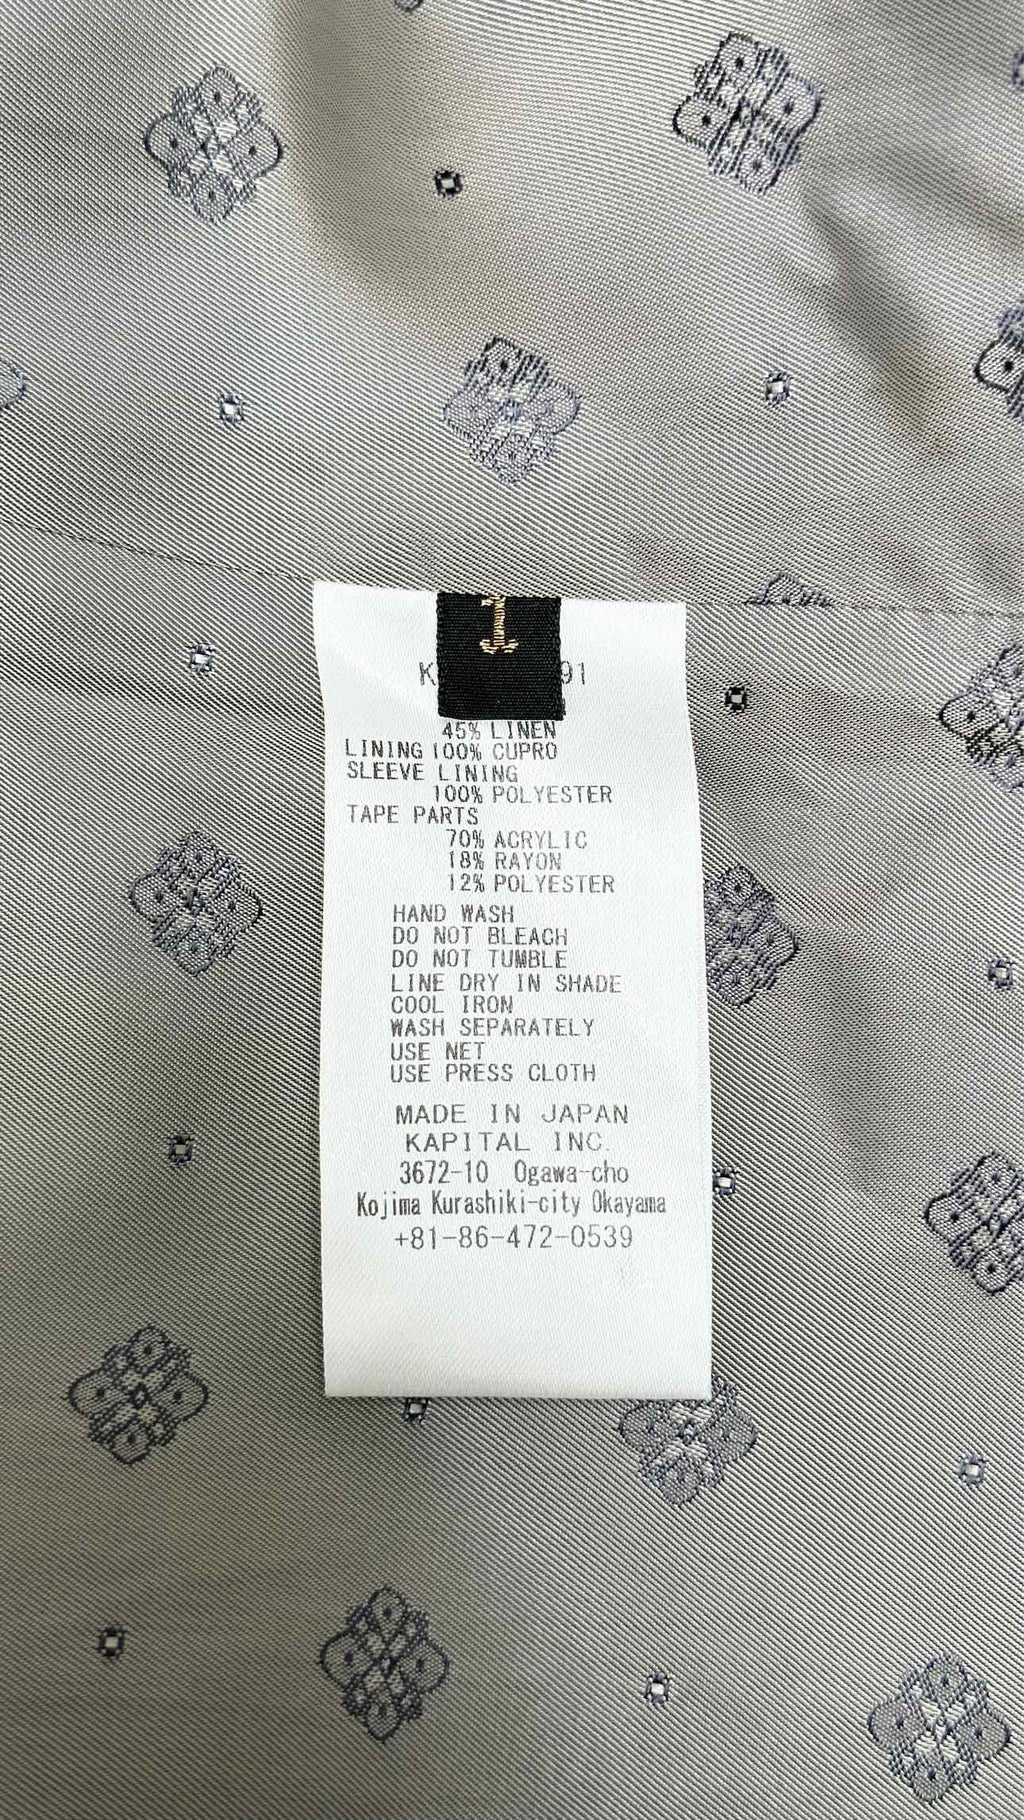 1
45% LINEN
LINING 100% CUPRO
SLEEVE LINING
100% POLYESTER
TAPE PARTS
70% ACRYLIC
18% RAYON
12% POLYESTER
HAND WASH
DO NOT BLEACH
DO NOT TUMBLE
LINE DRY IN SHADE
COOL IRON
WASH SEPARATELY
USE NET
USE PRESS CLOTH
MADE IN JAPAN
KAPITAL INC.
3672-10 Ogawa-cho
Kojima Kurashiki-city Okayama
+81-86-472-0539